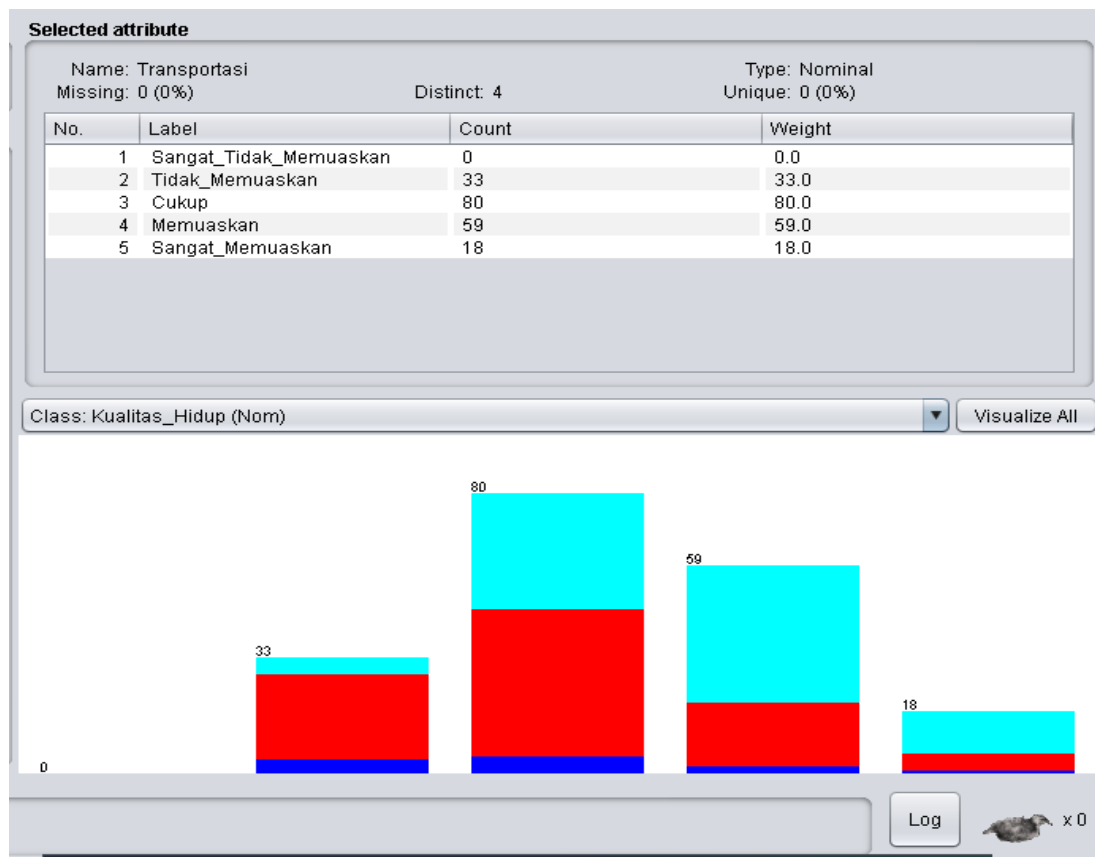 Selected attribute
Name: Transportasi Type: Nominal
Missing: 0 (0%) Distinct: 4 Unique: 0 (0%)
No. Label Count Weight
1 Sangat_Tidak_Memuaskan 0 0.0
2 Tidak_Memuaskan 33 33.0
3 Cukup 80 80.0
4 Memuaskan 59 59.0
5 Sangat_Memuaskan 18 18.0
Class: Kualitas_Hidup (Nom) Visualize All
80
59
33
18
0
Log x 0